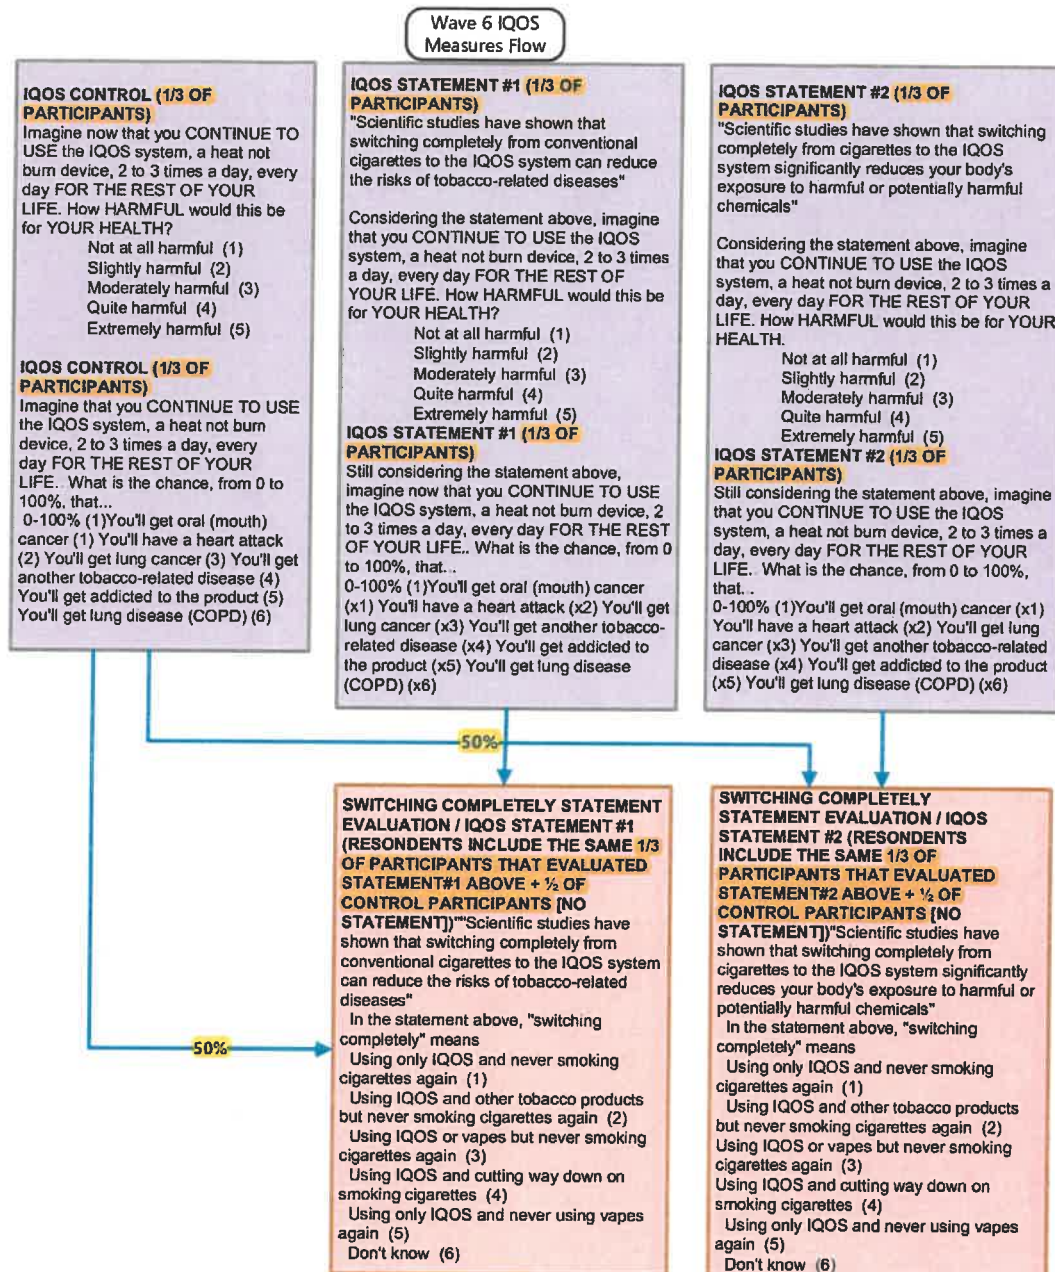 Wave 6 IQOS
Measures Flow
IQOS CONTROL (1/3 OF
PARTICIPANTS)
Imagine now that you CONTINUE TO
USE the IQOS system, a heat not
burn device, 2 to 3 times a day, every
day FOR THE REST OF YOUR
LIFE. How HARMFUL would this be
for YOUR HEALTH?
Not at all harmful (1)
Slightly harmful (2)
Moderately harmful (3)
Quite harmful (4)
Extremely harmful (5)
IQOS CONTROL (1/3 OF
PARTICIPANTS)
Imagine that you CONTINUE TO USE
the IQOS system, a heat not burn
device, 2 to 3 times a day, every
day FOR THE REST OF YOUR
LIFE. What is the chance, from 0 to
100%, that...
0-100% (1)You'll get oral (mouth)
cancer (1) You'll have a heart attack
(2) You'll get lung cancer (3) You'll get
another tobacco-related disease (4)
You'll get addicted to the product (5)
You'll get lung disease (COPD) (6)
IQOS STATEMENT #1 (1/3 OF
PARTICIPANTS)
"Scientific studies have shown that
switching completely from conventional
cigarettes to the IQOS system can reduce
the risks of tobacco-related diseases"
Considering the statement above, imagine
that you CONTINUE TO USE the IQOS
system, a heat not burn device, 2 to 3 times
a day, every day FOR THE REST OF
YOUR LIFE. How HARMFUL would this be
for YOUR HEALTH?
Not at all harmful (1)
Slightly harmful (2)
Moderately harmful (3)
Quite harmful (4)
Extremely harmful (5)
IQOS STATEMENT #1 (1/3 OF
PARTICIPANTS)
Still considering the statement above,
imagine now that you CONTINUE TO USE
the IQOS system, a heat not burn device, 2
to 3 times a day, every day FOR THE REST
OF YOUR LIFE.. What is the chance, from 0
to 100%, that...
0-100% (1)You'll get oral (mouth) cancer
(x1) You'll have a heart attack (x2) You'll get
lung cancer (x3) You'll get another tobacco-
related disease (x4) You'll get addicted to
the product (x5) You'll get lung disease
(COPD) (x6)
IQOS STATEMENT #2 (1/3 OF
PARTICIPANTS)
"Scientific studies have shown that switching
completely from cigarettes to the IQOS
system significantly reduces your body's
exposure to harmful or potentially harmful
chemicals"
Considering the statement above, imagine
that you CONTINUE TO USE the IQOS
system, a heat not burn device, 2 to 3 times a
day, every day FOR THE REST OF YOUR
LIFE. How HARMFUL would this be for YOUR
HEALTH.
Not at all harmful (1)
Slightly harmful (2)
Moderately harmful (3)
Quite harmful (4)
Extremely harmful (5)
IQOS STATEMENT #2 (1/3 OF
PARTICIPANTS)
Still considering the statement above, imagine
that you CONTINUE TO USE the IQOS
system, a heat not burn device, 2 to 3 times a
day, every day FOR THE REST OF YOUR
LIFE. What is the chance, from 0 to 100%,
that...
0-100% (1)You'll get oral (mouth) cancer (x1)
You'll have a heart attack (x2) You'll get lung
cancer (x3) You'll get another tobacco-related
disease (x4) You'll get addicted to the product
(x5) You'll get lung disease (COPD) (x6)
50%
50%
SWITCHING COMPLETELY STATEMENT
EVALUATION / IQOS STATEMENT #1
(RESONDENTS INCLUDE THE SAME 1/3
OF PARTICIPANTS THAT EVALUATED
STATEMENT#1 ABOVE + ½ OF
CONTROL PARTICIPANTS [NO
STATEMENT])""Scientific studies have
shown that switching completely from
conventional cigarettes to the IQOS system
can reduce the risks of tobacco-related
diseases"
In the statement above, "switching
completely" means
Using only IQOS and never smoking
cigarettes again (1)
Using IQOS and other tobacco products
but never smoking cigarettes again (2)
Using IQOS or vapes but never smoking
cigarettes again (3)
Using IQOS and cutting way down on
smoking cigarettes (4)
Using only IQOS and never using vapes
again (5)
Don't know (6)
SWITCHING COMPLETELY
STATEMENT EVALUATION / IQOS
STATEMENT #2 (RESONDENTS
INCLUDE THE SAME 1/3 OF
PARTICIPANTS THAT EVALUATED
STATEMENT#2 ABOVE + ½ OF
CONTROL PARTICIPANTS [NO
STATEMENT])"Scientific studies have
shown that switching completely from
cigarettes to the IQOS system significantly
reduces your body's exposure to harmful or
potentially harmful chemicals"
In the statement above, "switching
completely" means
Using only IQOS and never smoking
cigarettes again (1)
Using IQOS and other tobacco products
but never smoking cigarettes again (2)
Using IQOS or vapes but never smoking
cigarettes again (3)
Using IQOS and cutting way down on
smoking cigarettes (4)
Using only IQOS and never using vapes
again (5)
Don't know (6)